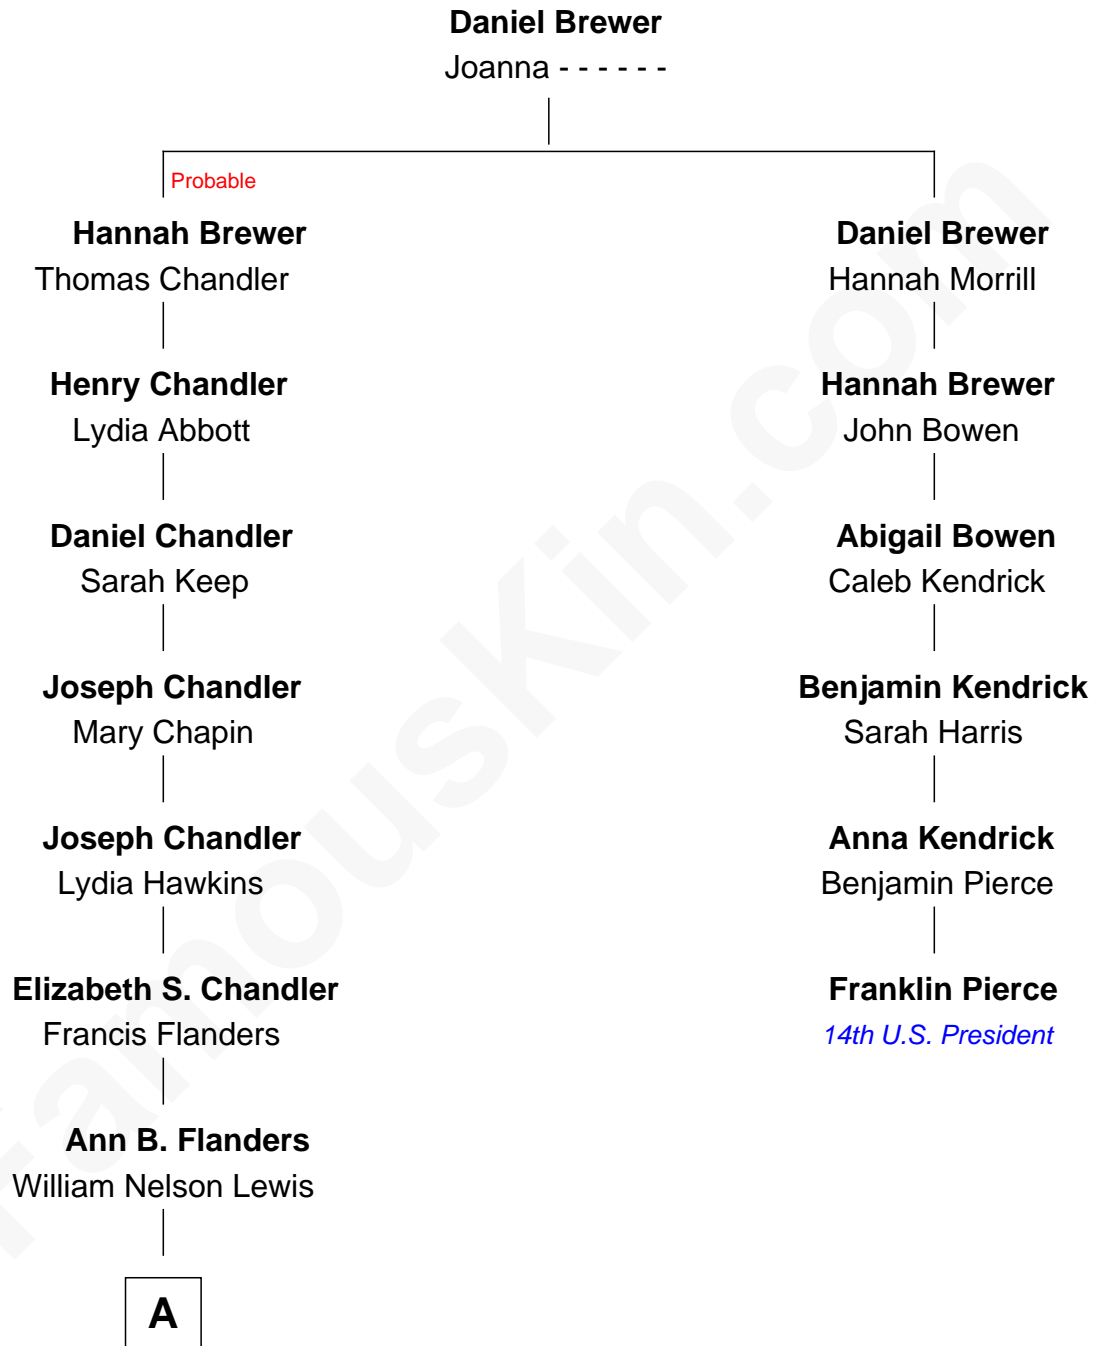 Daniel Brewer
Joanna - - - - - -
Probable
Hannah Brewer
Thomas Chandler
Henry Chandler
Lydia Abbott
Daniel Chandler
Sarah Keep
Joseph Chandler
Mary Chapin
Joseph Chandler
Lydia Hawkins
Elizabeth S. Chandler
Francis Flanders
Ann B. Flanders
William Nelson Lewis
A
Daniel Brewer
Hannah Morrill
Hannah Brewer
John Bowen
Abigail Bowen
Caleb Kendrick
Benjamin Kendrick
Sarah Harris
Anna Kendrick
Benjamin Pierce
Franklin Pierce
14th U.S. President
FamousKin.com